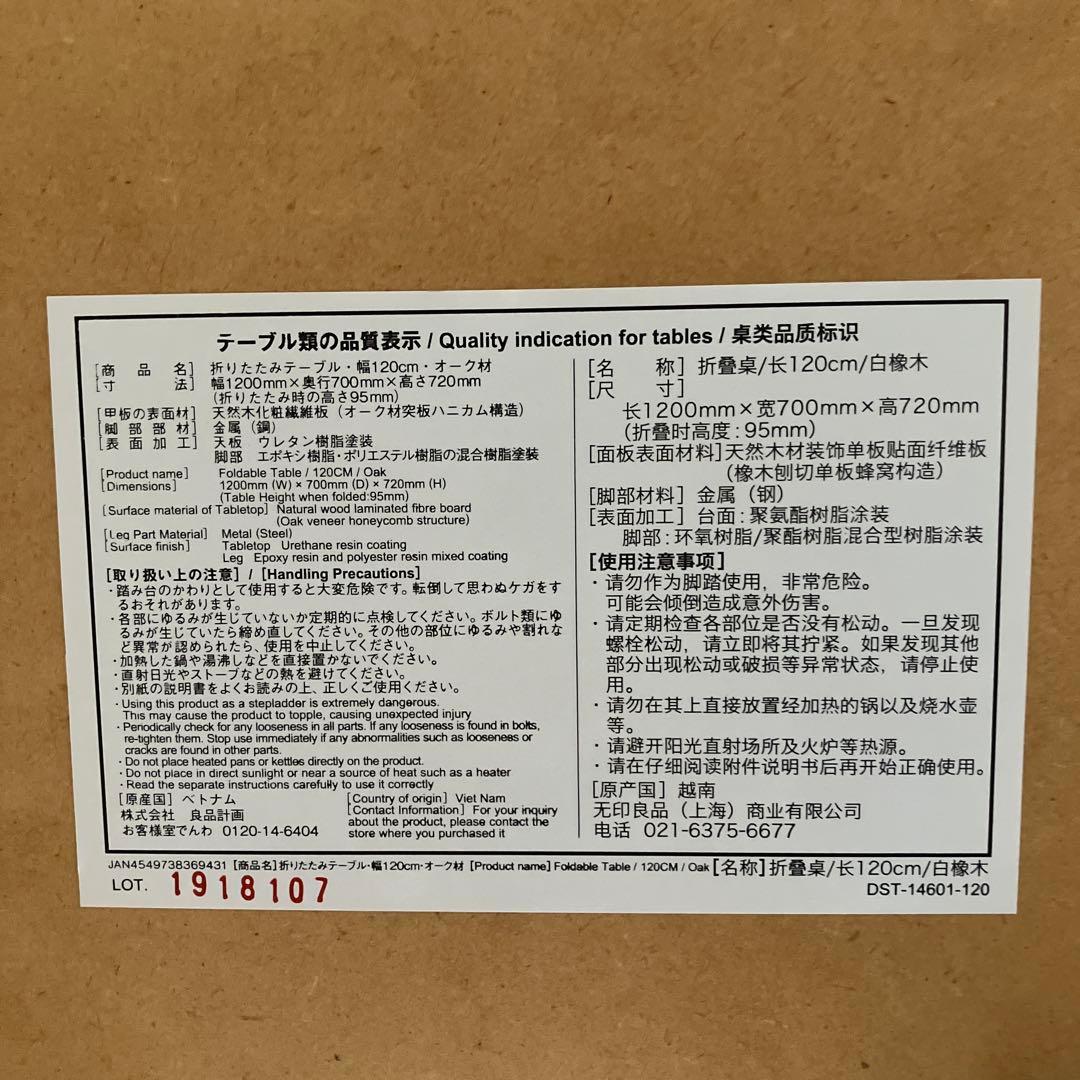 テーブル類の品質表示 / Quality indication for tables / 桌类品质标识
[商品名] 折りたたみテーブル・幅120cm・オーク材
[寸法] 幅1200mm×奥行700mm×高さ720mm
(折りたたみ時の高さ95mm)
[甲板の表面材] 天然木化粧繊維板（オーク材突板ハニカム構造）
[脚部部材] 金属（鋼）
[表面加工] 天板 ウレタン樹脂塗装
脚部 エポキシ樹脂・ポリエステル樹脂の混合樹脂塗装
[Product name] Foldable Table / 120CM / Oak
[Dimensions] 1200mm (W) × 700mm (D) × 720mm (H)
(Table Height when folded:95mm)
[Surface material of Tabletop] Natural wood laminated fibre board
(Oak veneer honeycomb structure)
[Leg Part Material] Metal (Steel)
[Surface finish] Tabletop Urethane resin coating
Leg Epoxy resin and polyester resin mixed coating
[取り扱い上の注意] / [Handling Precautions]
・踏み台のかわりとして使用すると大変危険です。転倒して思わぬケガをす
るおそれがあります。
・各部にゆるみが生じていないか定期的に点検してください。ボルト類にゆ
るみが生じていたら締め直してください。その他の部位にゆるみや割れな
ど異常が認められたら、使用を中止してください。
・加熱した鍋や湯沸しなどを直接置かないでください。
・直射日光やストーブなどの熱を避けてください。
・別紙の説明書をよくお読みの上、正しくご使用ください。
・Using this product as a stepladder is extremely dangerous.
This may cause the product to topple, causing unexpected injury
・Periodically check for any looseness in all parts. If any looseness is found in bolts,
re-tighten them. Stop use immediately if any abnormalities such as looseness or
cracks are found in other parts.
・Do not place heated pans or kettles directly on the product.
・Do not place in direct sunlight or near a source of heat such as a heater
・Read the separate instructions carefully to use it correctly
[原産国] ベトナム
株式会社 良品計画
お客様室でんわ 0120-14-6404
[Country of origin] Viet Nam
[Contact Information] For your inquiry
about the product, please contact the
store where you purchased it
[名称] 折叠桌/长120cm/白橡木
[尺寸]
长1200mm×宽700mm×高720mm
(折叠时高度:95mm)
[面板表面材料]天然木材装饰单板贴面纤维板
(橡木刨切单板蜂窝构造)
[脚部材料] 金属（钢）
[表面加工] 台面:聚氨酯树脂涂装
脚部:环氧树脂/聚酯树脂混合型树脂涂装
[使用注意事项]
・请勿作为脚踏使用，非常危险。
可能会倾倒造成意外伤害。
・请定期检查各部位是否没有松动。一旦发现
螺栓松动，请立即将其拧紧。如果发现其他
部分出现松动或破损等异常状态，请停止使
用。
・请勿在其上直接放置经加热的锅以及烧水壶
等。
・请避开阳光直射场所及火炉等热源。
・请在仔细阅读附件说明书后再开始正确使用。
[原产国] 越南
无印良品（上海）商业有限公司
电话 021-6375-6677
JAN4549738369431 [商品名]折りたたみテーブル・幅120cm・オーク材 [Product name] Foldable Table / 120CM / Oak [名称]折叠桌/长120cm/白橡木
LOT. 1918107
DST-14601-120